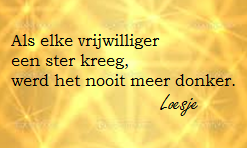 Als elke vrijwilliger
een ster kreeg,
werd het nooit meer donker.
Loesje